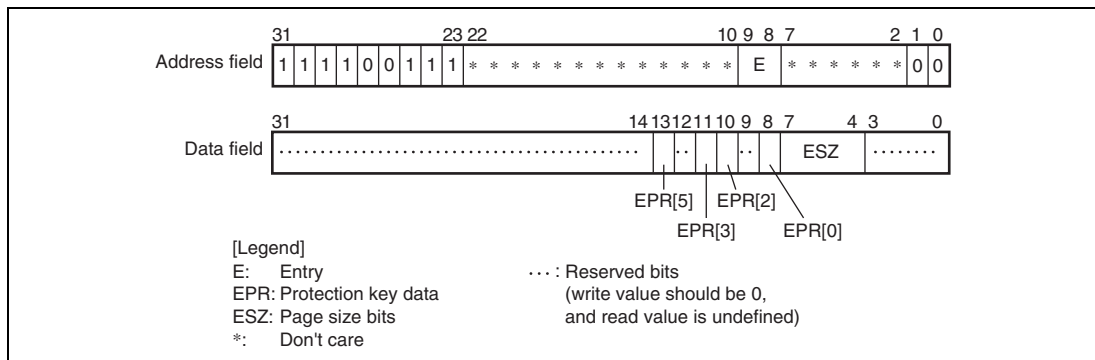 31 23 22 10 9 8 7 2 1 0
Address field 1 1 1 1 0 0 1 1 1 * * * * * * * * * * * * * E * * * * * * 0 0
31 14 13 12 11 10 9 8 7 4 3 0
Data field ESZ
EPR[5] EPR[2]
EPR[3] EPR[0]
[Legend]
E: Entry ··· : Reserved bits
EPR: Protection key data (write value should be 0,
ESZ: Page size bits and read value is undefined)
*: Don't care